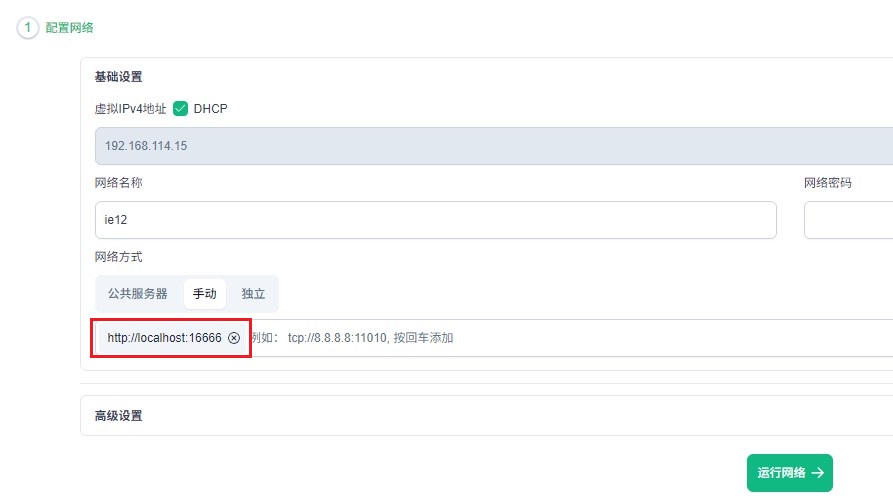 1 配置网络
基础设置
虚拟IPv4地址 DHCP
192.168.114.15
网络名称 网络密码
ie12
网络方式
公共服务器 手动 独立
http://localhost:16666 例如： tcp://8.8.8.8:11010, 按回车添加
高级设置
运行网络